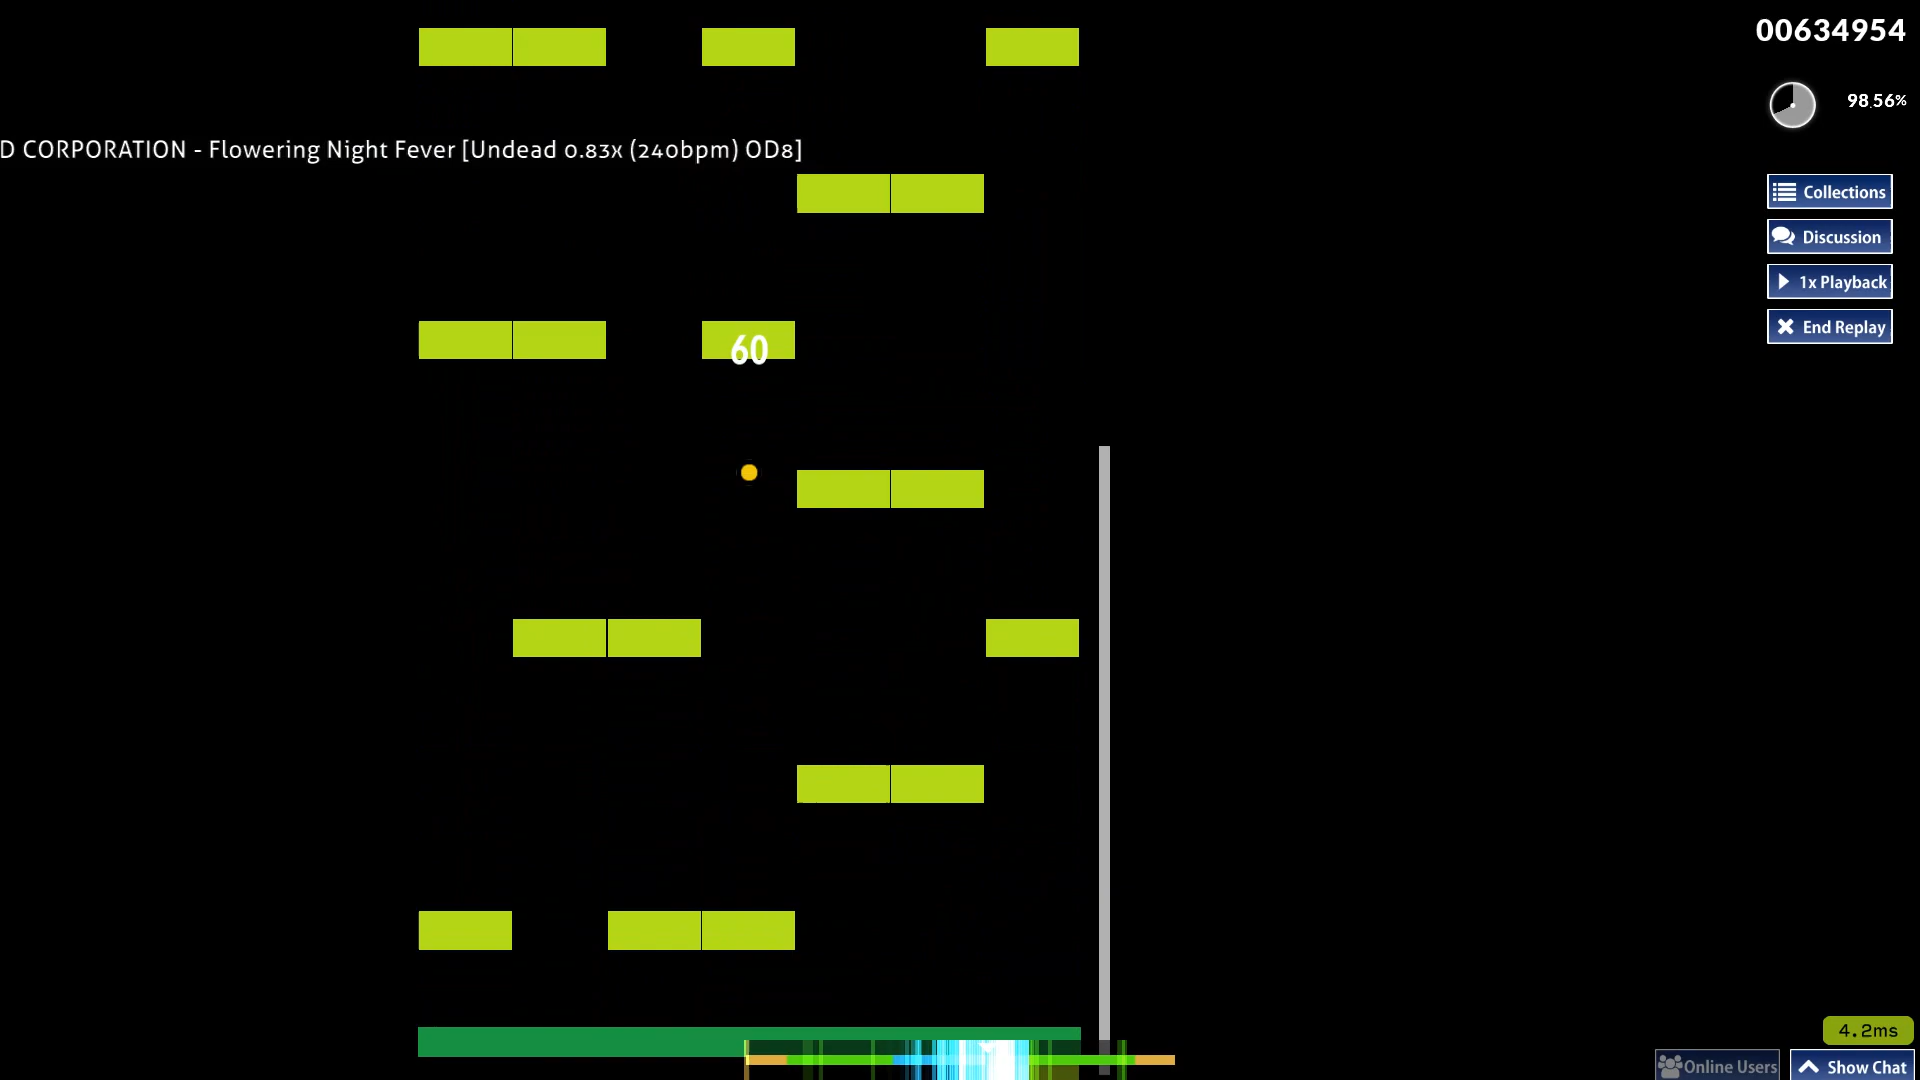 00634954
98.56%
D CORPORATION - Flowering Night Fever [Undead 0.83x (240bpm) OD8]
Collections
Discussion
60
1x Playback
End Replay
4.2ms
Online Users
Show Chat